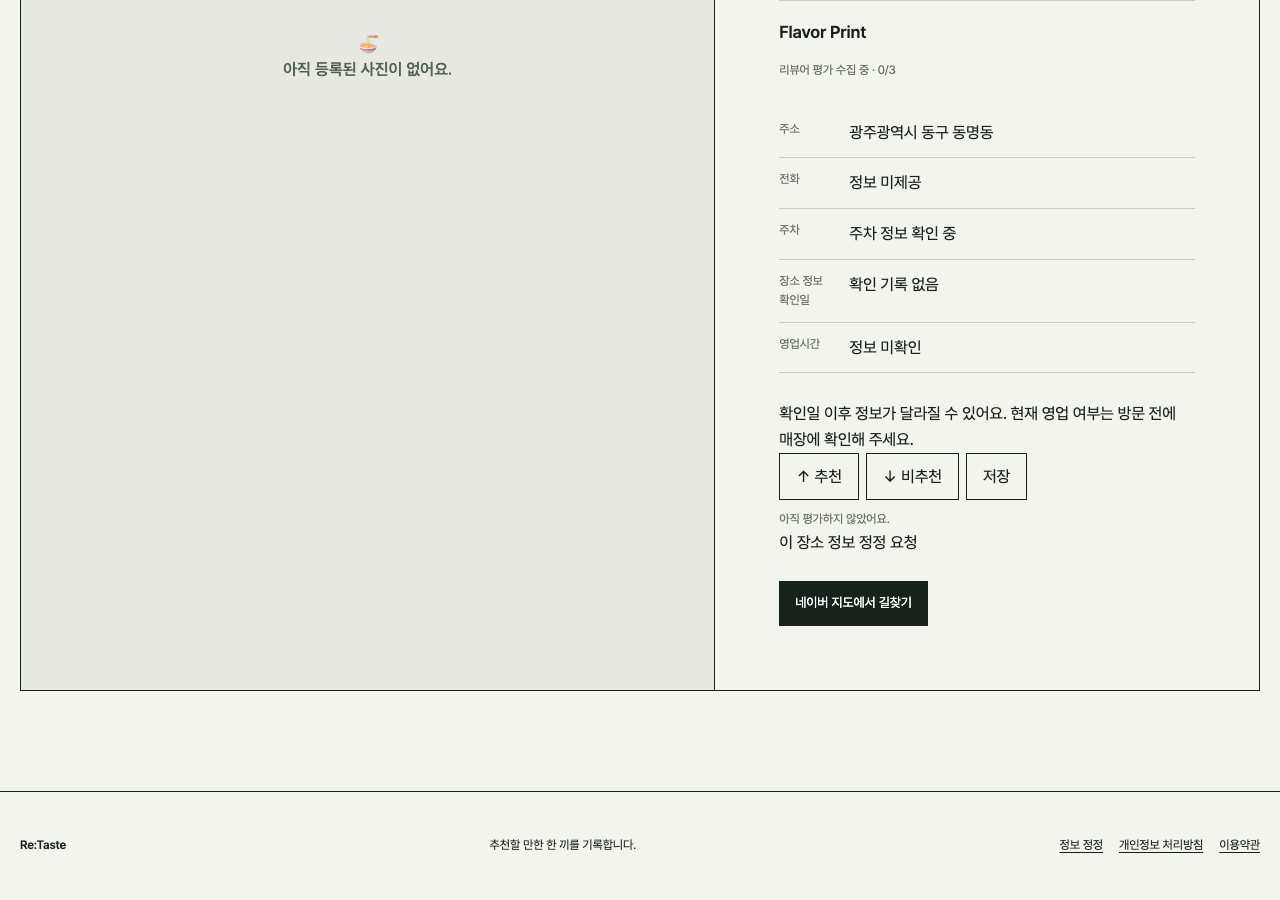 아직 등록된 사진이 없어요.
Flavor Print
리뷰어 평가 수집 중 · 0/3
주소 광주광역시 동구 동명동
전화 정보 미제공
주차 주차 정보 확인 중
장소 정보 확인 기록 없음
확인일
영업시간 정보 미확인
확인일 이후 정보가 달라질 수 있어요. 현재 영업 여부는 방문 전에
매장에 확인해 주세요.
↑ 추천 ↓ 비추천 저장
아직 평가하지 않았어요.
이 장소 정보 정정 요청
네이버 지도에서 길찾기
Re:Taste 추천할 만한 한 끼를 기록합니다. 정보 정정 개인정보 처리방침 이용약관